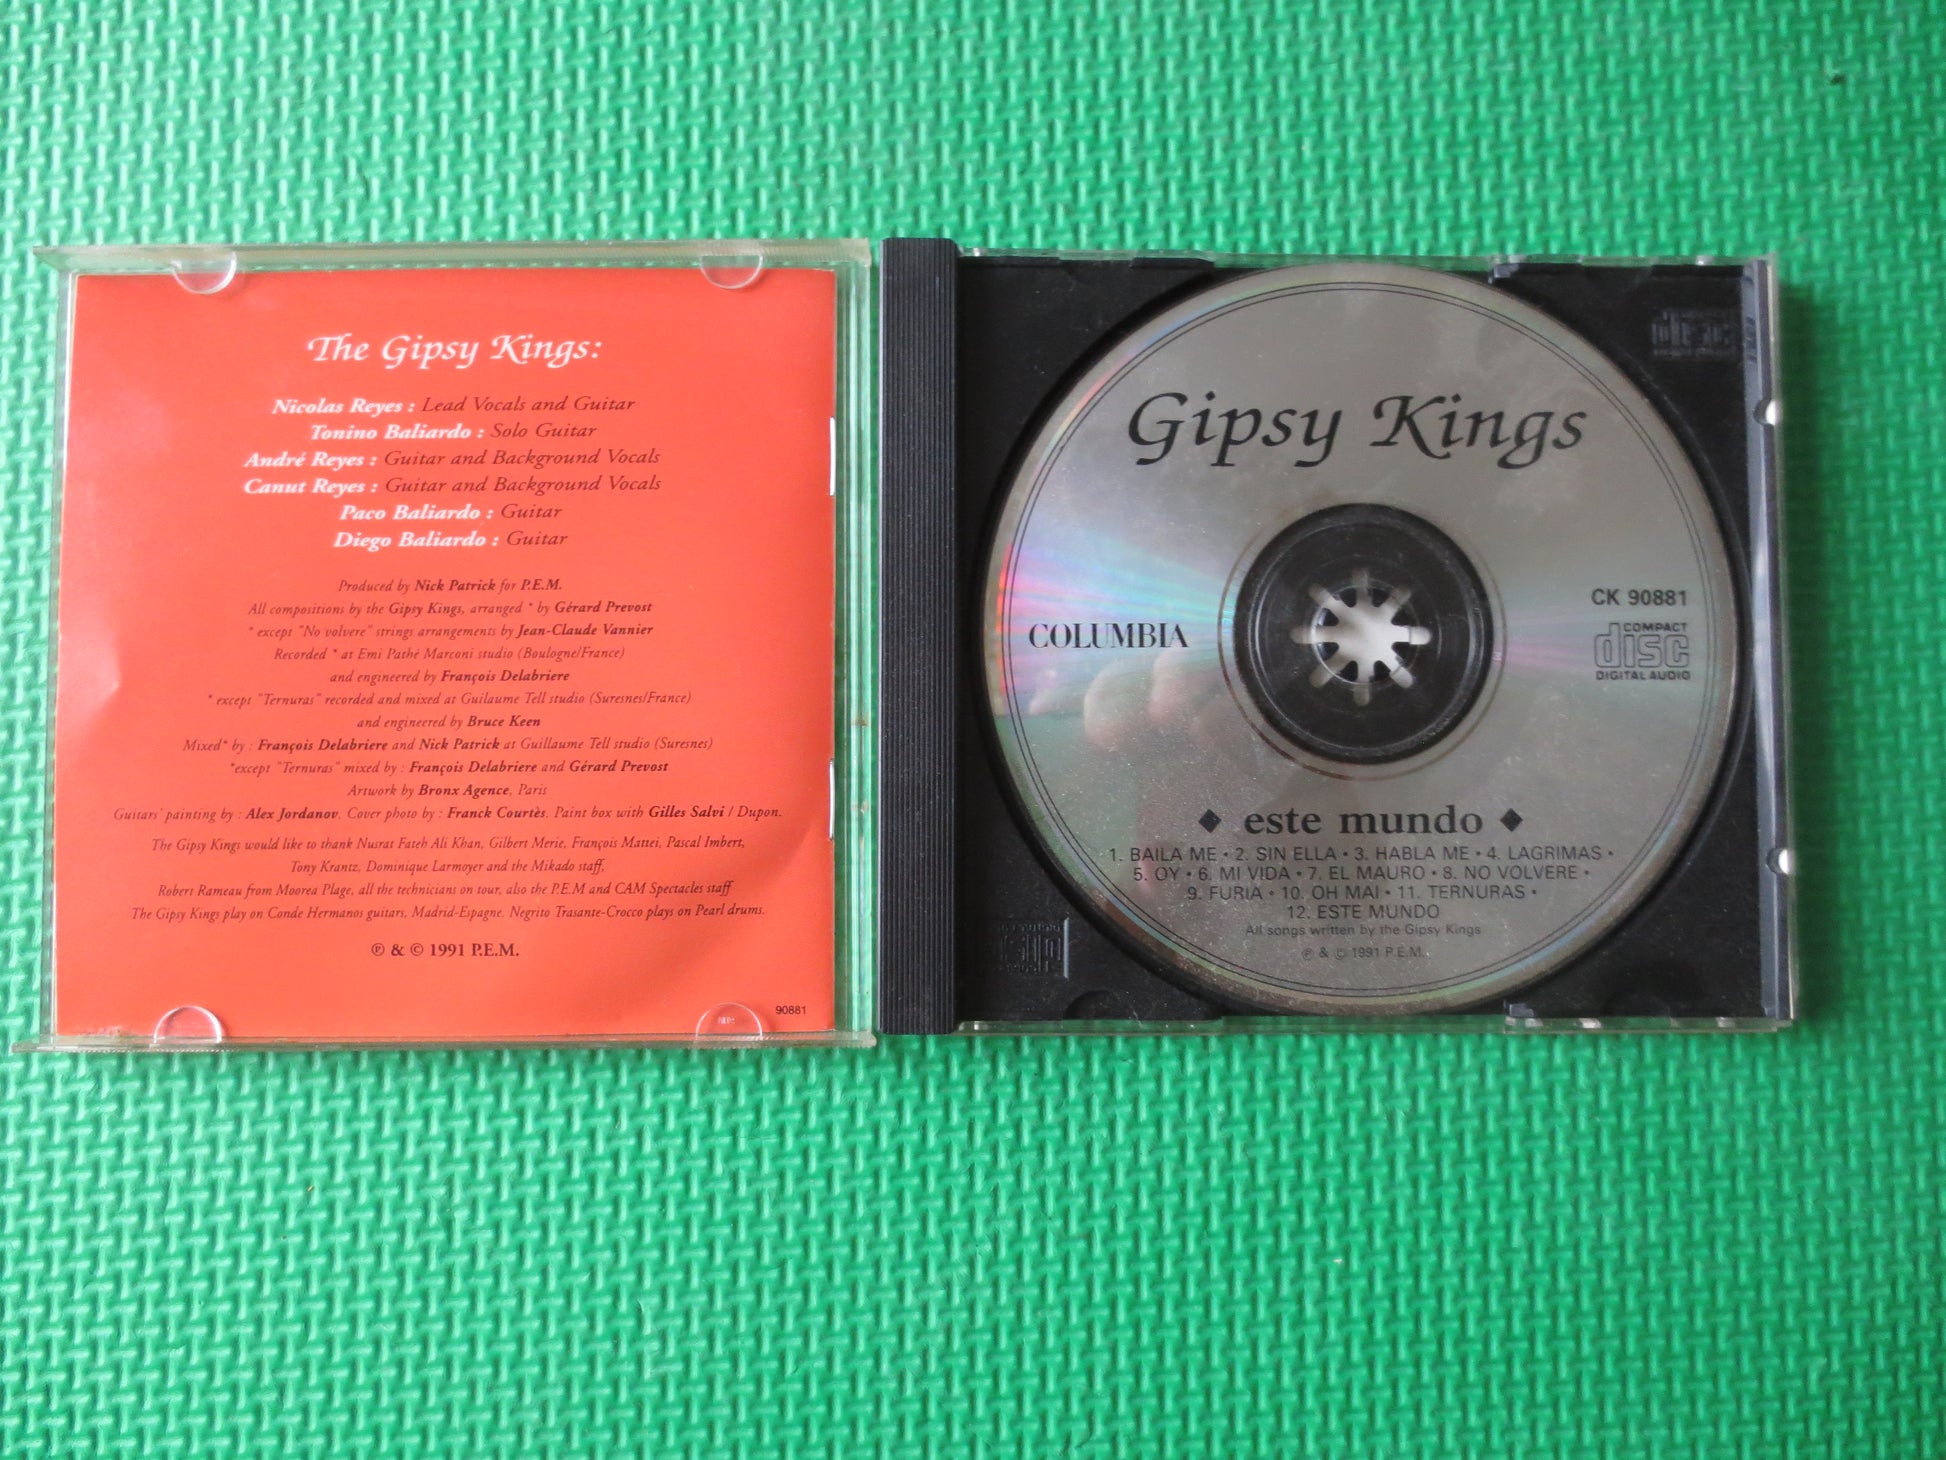 The Gipsy Kings:
Nicolas Reyes : Lead Vocals and Guitar
Tonino Baliardo : Solo Guitar
André Reyes : Guitar and Background Vocals
Canut Reyes : Guitar and Background Vocals
Paco Baliardo : Guitar
Diego Baliardo : Guitar
Produced by Nick Patrick for P.E.M.
All compositions by the Gipsy Kings, arranged * by Gérard Prevost
* except "No volvere" strings arrangements by Jean-Claude Vannier
Recorded * at Emi Pathé Marconi studio (Boulogne/France)
and engineered by François Delabriere
* except "Ternuras" recorded and mixed at Guilaume Tell studio (Suresnes/France)
and engineered by Bruce Keen
Mixed* by : François Delabriere and Nick Patrick at Guillaume Tell studio (Suresnes)
*except "Ternuras" mixed by : François Delabriere and Gérard Prevost
Artwork by Bronx Agence, Paris
Guitars' painting by : Alex Jordanov. Cover photo by : Franck Courtès. Paint box with Gilles Salvi / Dupon.
The Gipsy Kings would like to thank Nusrat Fateh Ali Khan, Gilbert Merie, François Mattei, Pascal Imbert,
Tony Krantz, Dominique Larmoyer and the Mikado staff,
Robert Rameau from Moorea Plage, all the technicians on tour, also the P.E.M and CAM Spectacles staff
The Gipsy Kings play on Conde Hermanos guitars, Madrid-Espagne. Negrito Trasante-Crocco plays on Pearl drums.
℗ & © 1991 P.E.M.
90881
Gipsy Kings
COLUMBIA
CK 90881
COMPACT
disc
DIGITAL AUDIO
◆ este mundo ◆
1. BAILA ME • 2. SIN ELLA • 3. HABLA ME • 4. LAGRIMAS •
5. OY • 6. MI VIDA • 7. EL MAURO • 8. NO VOLVERE •
9. FURIA • 10. OH MAI • 11. TERNURAS •
12. ESTE MUNDO
All songs written by the Gipsy Kings
℗ & © 1991 P.E.M.